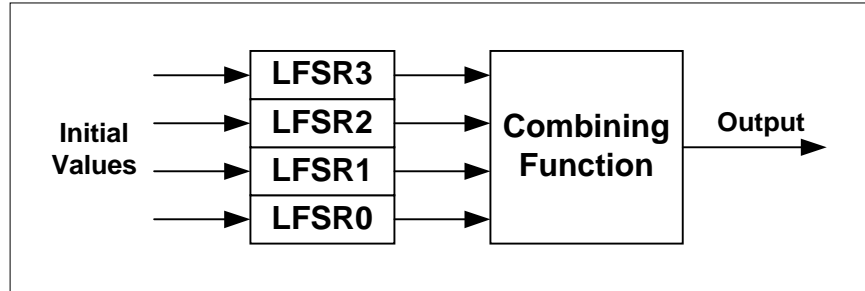 Initial
Values
LFSR3
LFSR2
LFSR1
LFSR0
Combining
Function
Output